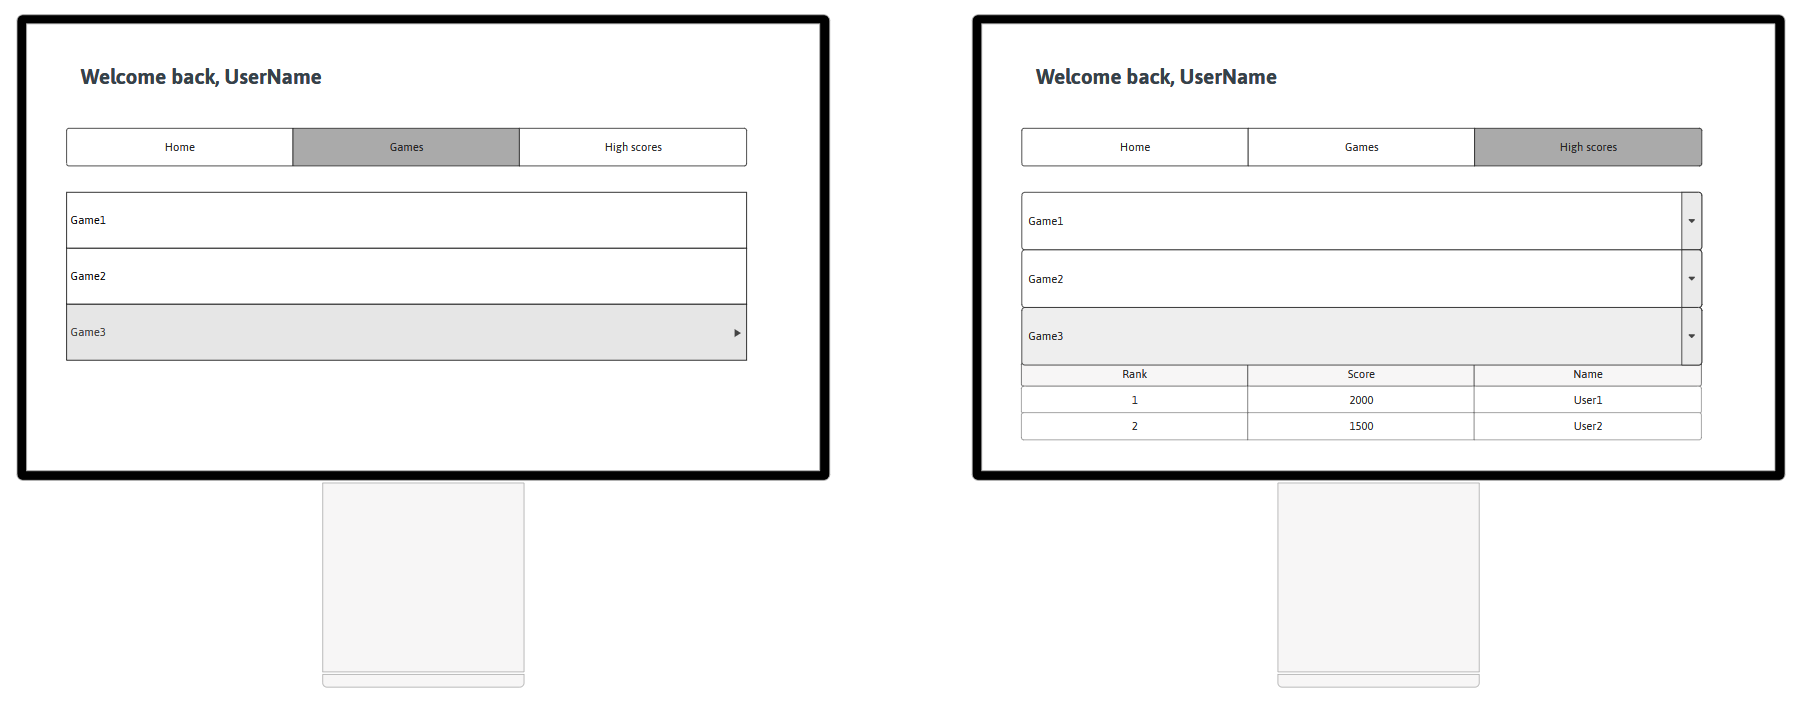 Welcome back, UserName
Home Games High scores
Game1
Game2
Game3
Welcome back, UserName
Home Games High scores
Game1
Game2
Game3
Rank Score Name
1 2000 User1
2 1500 User2